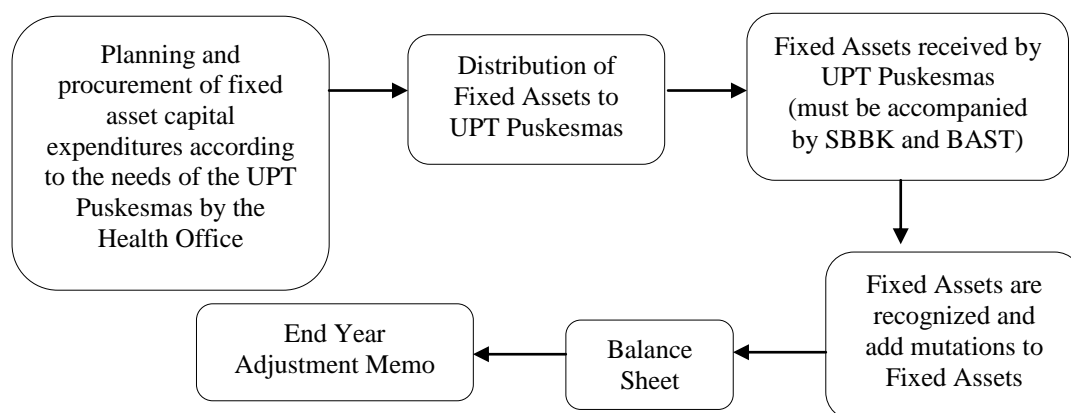 Planning and
procurement of fixed
asset capital
expenditures according
to the needs of the UPT
Puskesmas by the
Health Office
Distribution of
Fixed Assets to
UPT Puskesmas
Fixed Assets received by
UPT Puskesmas
(must be accompanied
by SBBK and BAST)
Fixed Assets are
recognized and
add mutations to
Fixed Assets
Balance
Sheet
End Year
Adjustment Memo